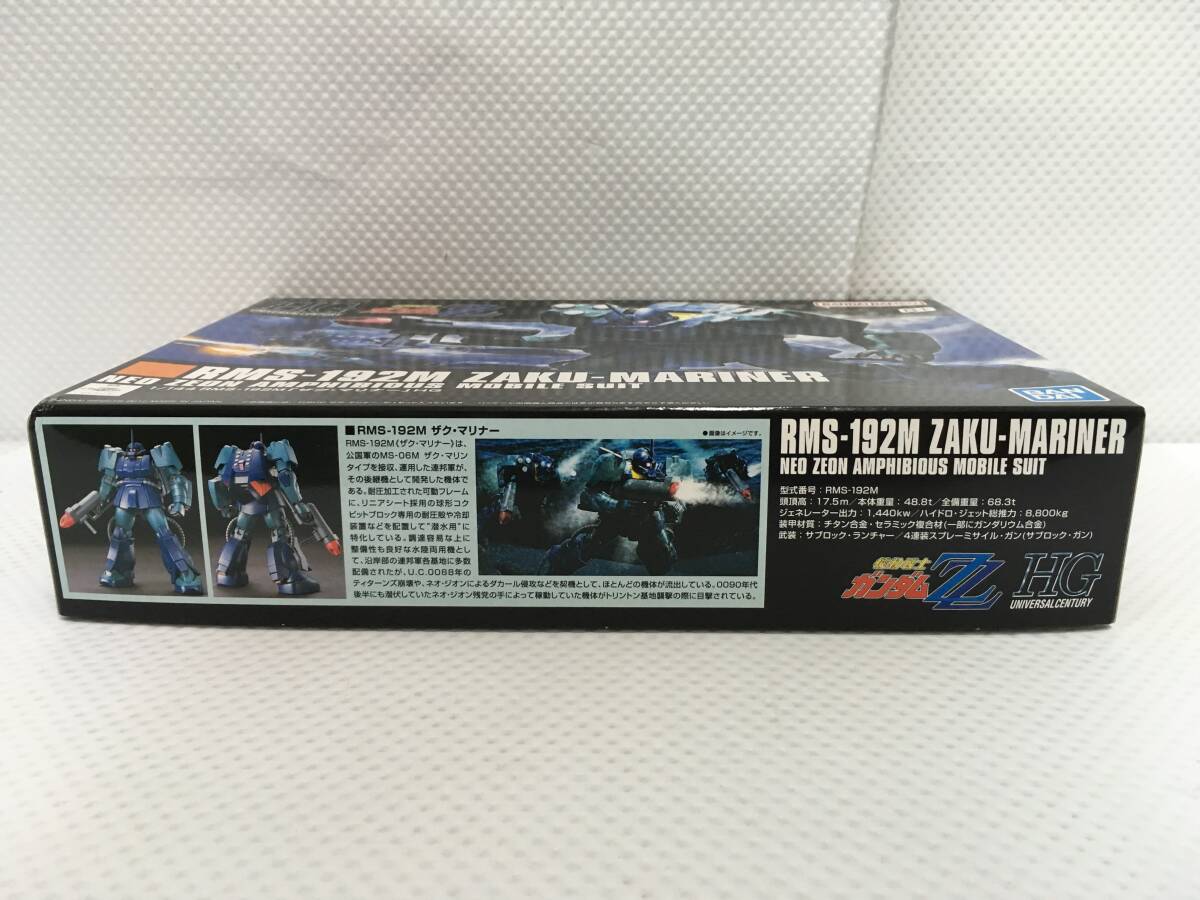 RMS-192M ZAKU-MARINER
NEO ZEON AMPHIBIOUS MOBILE SUIT
BAN
DAI
■RMS-192M ザク・マリナー
RMS-192M《ザク・マリナー》は、
公国軍のMS-06M ザク・マリン
タイプを接収、運用した連邦軍が、
その後継機として開発した機体で
ある。耐圧加工された可動フレーム
に、リニアシート採用の球形コク
ピットブロック専用の耐圧殻や冷却
装置などを配置して"潜水用"に
特化している。調達容易な上に
整備性も良好な水陸両用機とし
て、沿岸部の連邦軍各基地に多数
配備されたが、U.C.0088年の
ティターンズ崩壊や、ネオ・ジオンによるダカール侵攻などを契機として、ほとんどの機体が流出している。0090年代
後半にも潜伏していたネオ・ジオン残党の手によって稼動していた機体がトリントン基地襲撃の際に目撃されている。
●画像はイメージです。
RMS-192M ZAKU-MARINER
NEO ZEON AMPHIBIOUS MOBILE SUIT
型式番号：RMS-192M
頭頂高：17.5m／本体重量：48.8t／全備重量：68.3t
ジェネレーター出力：1,440kw／ハイドロ・ジェット総推力：8,800kg
装甲材質：チタン合金・セラミック複合材（一部にガンダリウム合金）
武装：サブロック・ランチャー／4連装スプレーミサイル・ガン（サブロック・ガン）
機動戦士
ガンダムZZ
HG
UNIVERSAL CENTURY